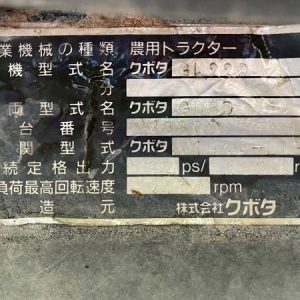 業機械の種類 農用トラクター
機型式名 クボタ
分
両型式名 クボタ
台番号
関型式 クボタ
続定格出力 ps/ r
負荷最高回転速度 rpm
造元 株式会社クボタ